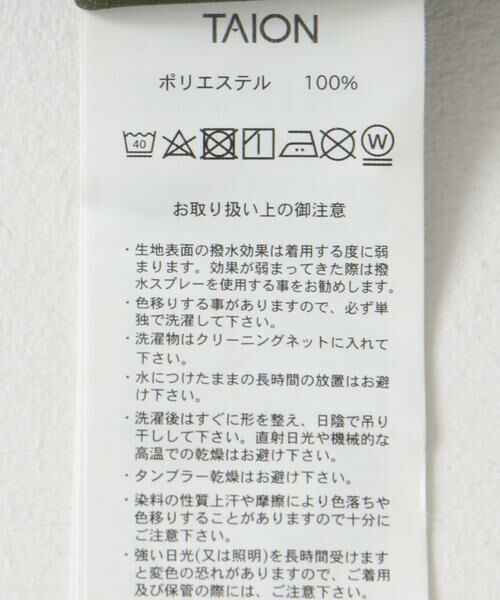 TAION
ポリエステル 100%
40
W
お取り扱い上の御注意
・生地表面の撥水効果は着用する度に弱
まります。効果が弱まってきた際は撥
水スプレーを使用する事をお勧めします。
・色移りする事がありますので、必ず単
独で洗濯して下さい。
・洗濯物はクリーニングネットに入れて
下さい。
・水につけたままの長時間の放置はお避
け下さい。
・洗濯後はすぐに形を整え、日陰で吊り
干しして下さい。直射日光や機械的な
高温での乾燥はお避け下さい。
・タンブラー乾燥はお避け下さい。
・染料の性質上汗や摩擦により色落ちや
色移りすることがありますので十分に
ご注意下さい。
・強い日光(又は照明)を長時間受けます
と変色の恐れがありますので、ご着用
及び保管の際には、ご注意下さい。